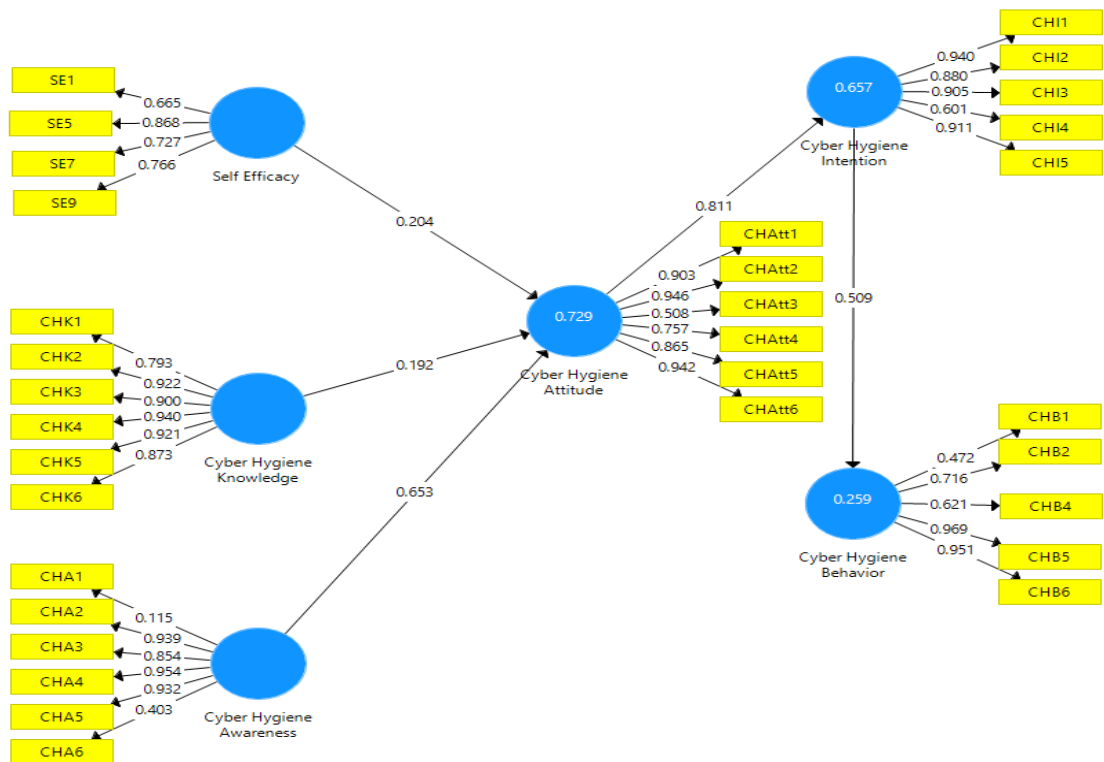 SE1
SE5
SE7
SE9
0.665
0.868
0.727
0.766
Self Efficacy
0.204
CHK1
CHK2
CHK3
CHK4
CHK5
CHK6
0.793
0.922
0.900
0.940
0.921
0.873
Cyber Hygiene
Knowledge
0.192
CHA1
CHA2
CHA3
CHA4
CHA5
CHA6
0.115
0.939
0.854
0.954
0.932
0.403
Cyber Hygiene
Awareness
0.653
0.729
Cyber Hygiene
Attitude
0.903
0.946
0.508
0.757
0.865
0.942
CHAtt1
CHAtt2
CHAtt3
CHAtt4
CHAtt5
CHAtt6
0.811
0.657
Cyber Hygiene
Intention
0.940
0.880
0.905
0.601
0.911
CHI1
CHI2
CHI3
CHI4
CHI5
0.509
0.259
Cyber Hygiene
Behavior
0.472
0.716
0.621
0.969
0.951
CHB1
CHB2
CHB4
CHB5
CHB6